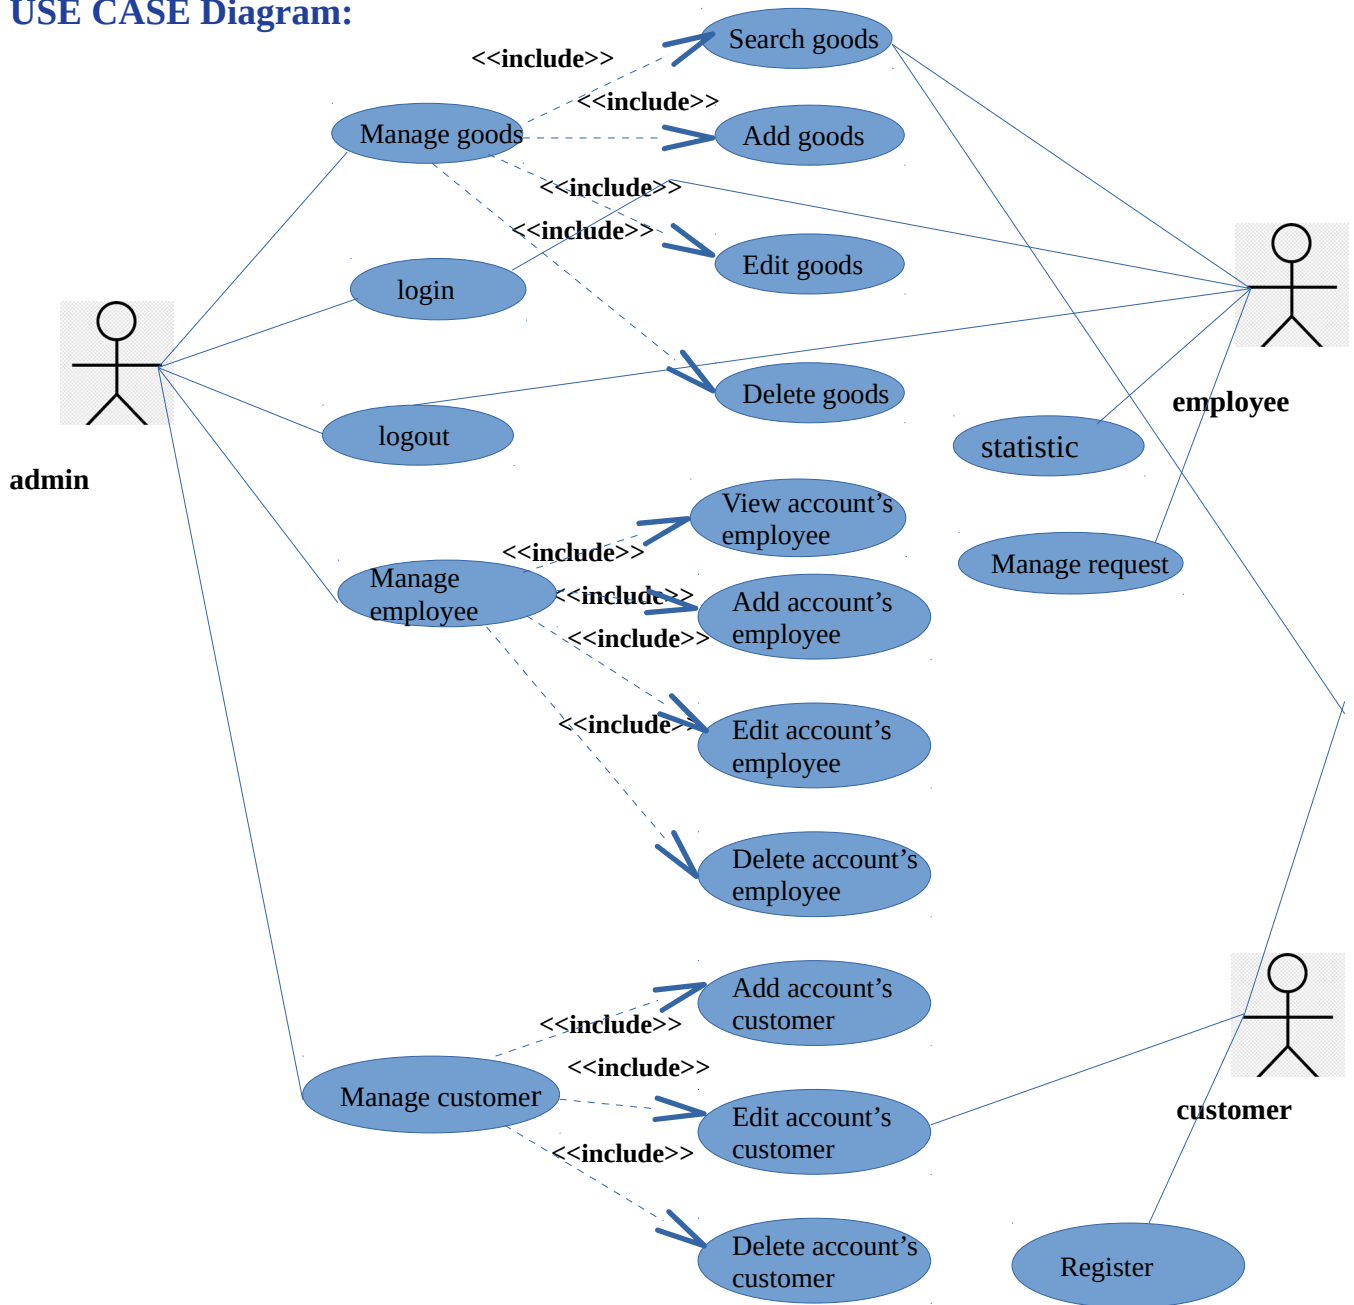 USE CASE Diagram:
Search goods
<<include>>
<<include>>
Manage goods
Add goods
<<include>>
<<include>>
Edit goods
login
Delete goods
employee
logout
statistic
admin
View account’s
employee
<<include>>
Manage request
Manage
employee
<<include>>
Add account’s
employee
<<include>>
<<include>>
Edit account’s
employee
Delete account’s
employee
Add account’s
customer
<<include>>
<<include>>
Manage customer
customer
Edit account’s
customer
<<include>>
Delete account’s
customer
Register